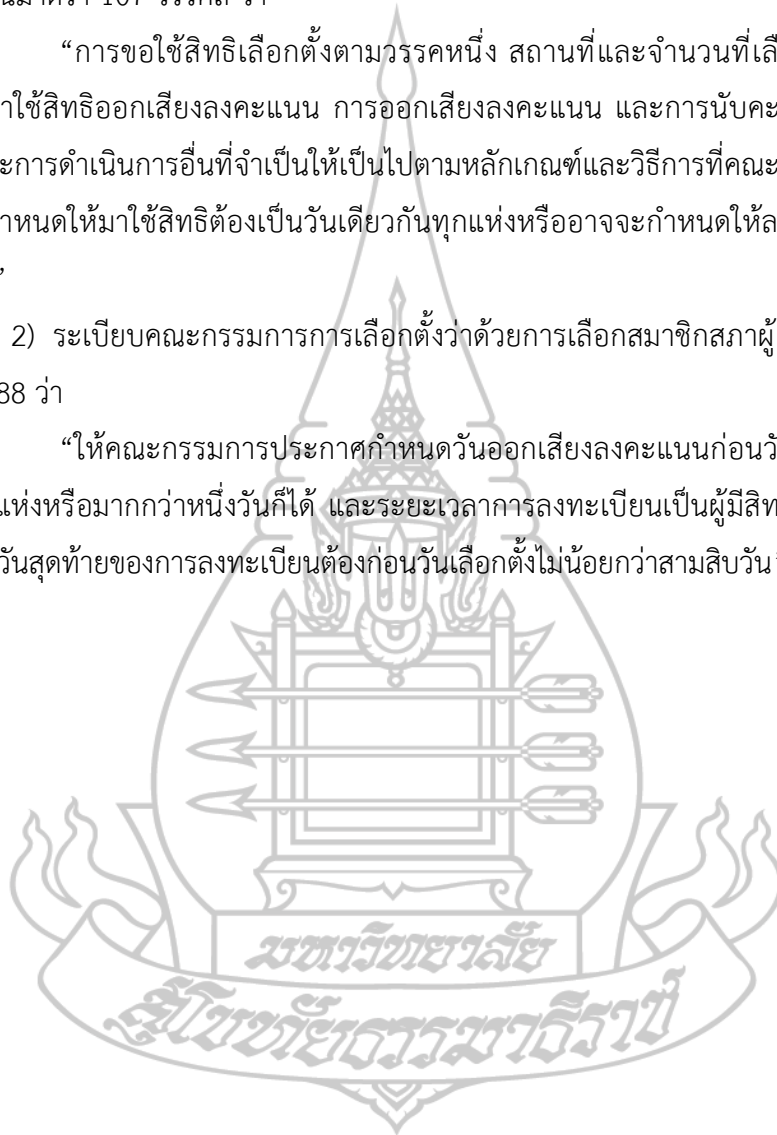 107 วรรคสี่ ว่า
“การขอใช้สิทธิเลือกตั้งตามวรรคหนึ่ง สถานที่และจำนวนที่เลื
าใช้สิทธิออกเสียงลงคะแนน การออกเสียงลงคะแนน และการนับคะ
ะการดำเนินการอื่นที่จำเป็นให้เป็นไปตามหลักเกณฑ์และวิธีการที่คณะ
าหนดให้มาใช้สิทธิต้องเป็นวันเดียวกันทุกแห่งหรืออาจจะกำหนดให้ล
”
2) ระเบียบคณะกรรมการการเลือกตั้งว่าด้วยการเลือกสมาชิกสภาผู้
88 ว่า
“ให้คณะกรรมการประกาศกำหนดวันออกเสียงลงคะแนนก่อนวั
แห่งหรือมากกว่าหนึ่งวันก็ได้ และระยะเวลาการลงทะเบียนเป็นผู้มีสิท
วันสุดท้ายของการลงทะเบียนต้องก่อนวันเลือกตั้งไม่น้อยกว่าสามสิบวัน
มหาวิทยาลัย
สุโขทัยธรรมาธิราช